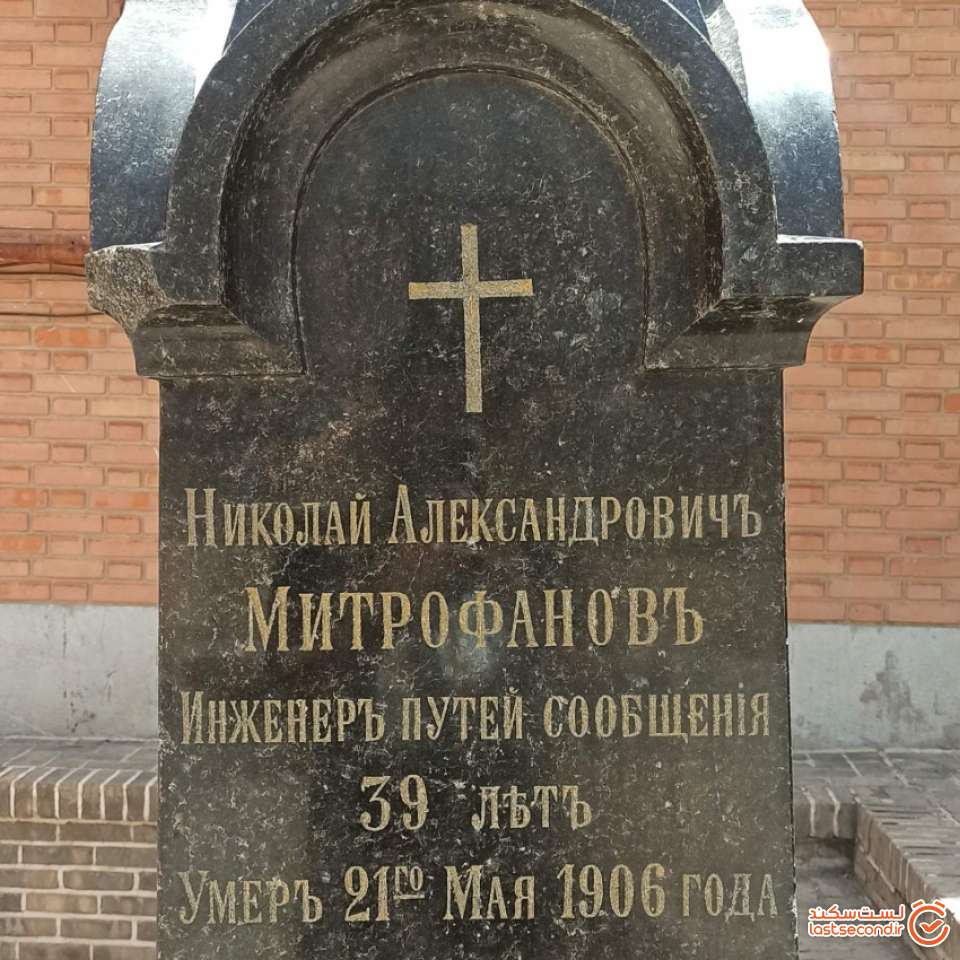 Николай Александровичъ
Митрофановъ
Инженеръ путей сообщенія
39 лѣтъ
Умеръ 21го Мая 1906 года
لست‌سکند
lastsecond.ir